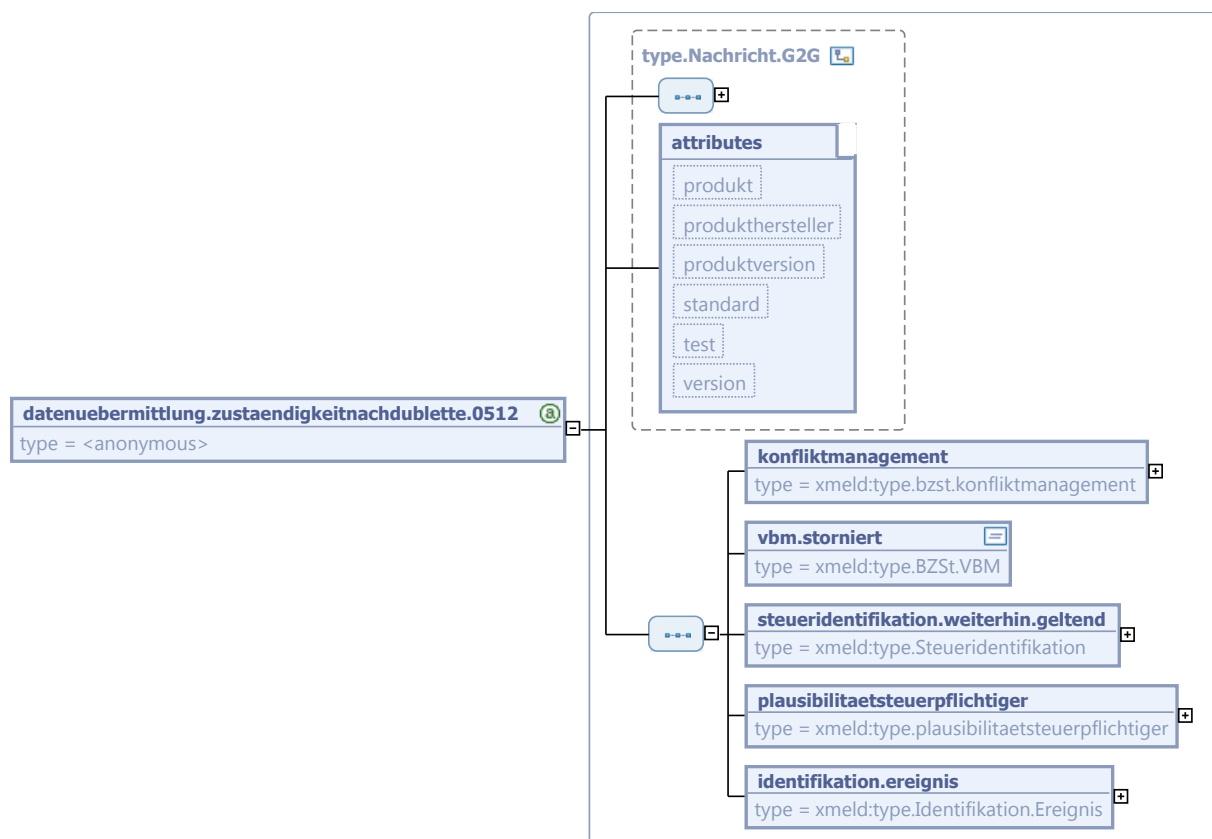 type.Nachricht.G2G
attributes
produkt
produkthersteller
produktversion
standard
test
version
datenuebermittlung.zustaendigkeitnachdublette.0512
type = <anonymous>
konfliktmanagement
type = xmeld:type.bzst.konfliktmanagement
vbm.storniert
type = xmeld:type.BZSt.VBM
steueridentifikation.weiterhin.geltend
type = xmeld:type.Steueridentifikation
plausibilitaetsteuerpflichtiger
type = xmeld:type.plausibilitaetsteuerpflichtiger
identifikation.ereignis
type = xmeld:type.Identifikation.Ereignis